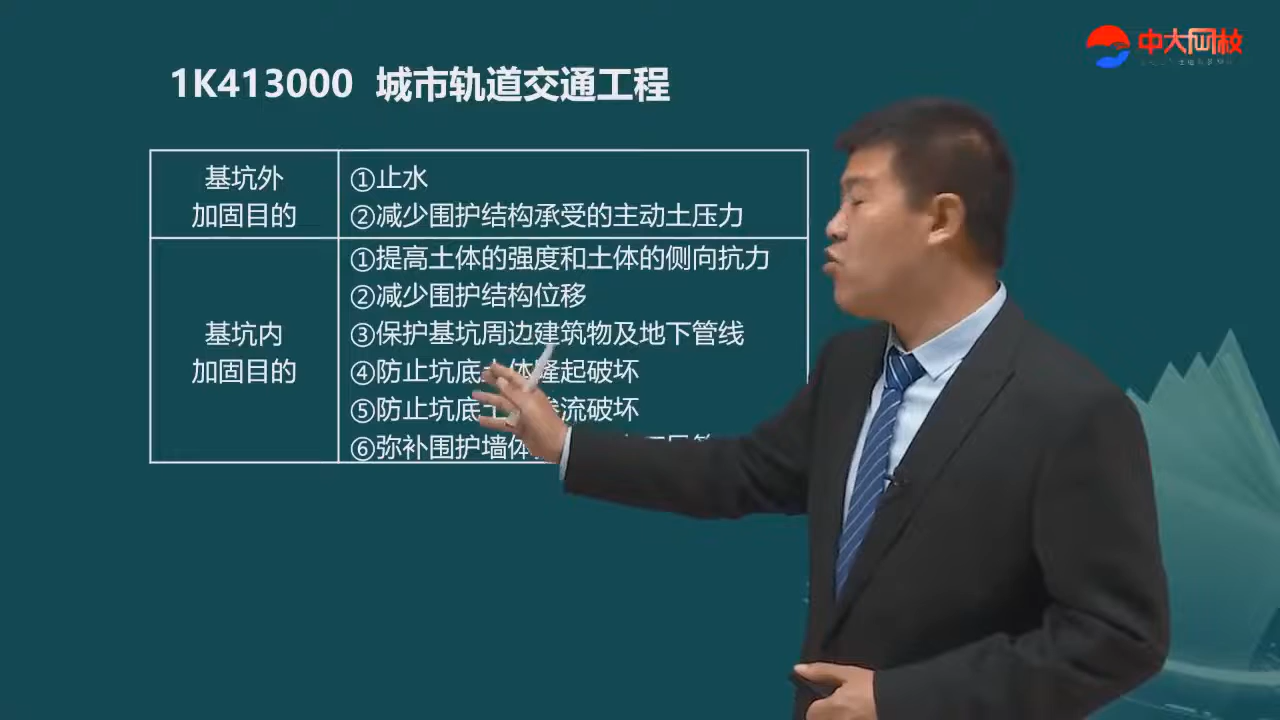 中大网校
1K413000 城市轨道交通工程
基坑外
加固目的
①止水
②减少围护结构承受的主动土压力
基坑内
加固目的
①提高土体的强度和土体的侧向抗力
②减少围护结构位移
③保护基坑周边建筑物及地下管线
④防止坑底土体隆起破坏
⑤防止坑底土 渗流破坏
⑥弥补围护墙体